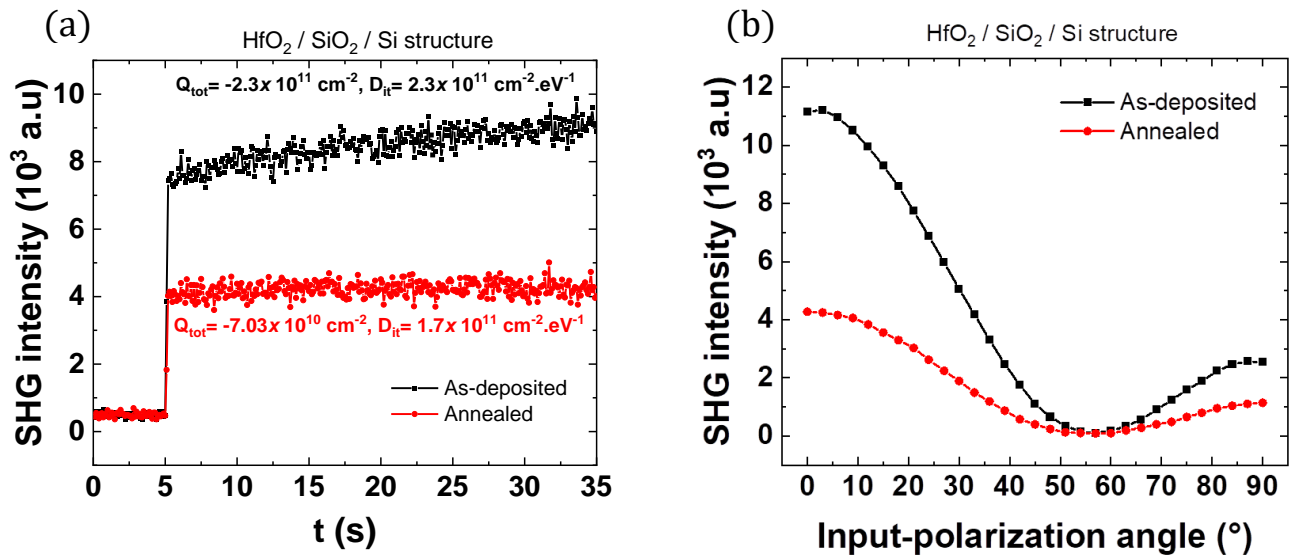 (a)
HfO₂ / SiO₂ / Si structure
Qtot= -2.3x 10¹¹ cm⁻², Dit= 2.3x 10¹¹ cm⁻².eV⁻¹
SHG intensity (10³ a.u)
10
8
6
4
2
0
Qtot= -7.03x 10¹⁰ cm⁻², Dit= 1.7x 10¹¹ cm⁻².eV⁻¹
As-deposited
Annealed
0 5 10 15 20 25 30 35
t (s)
(b)
HfO₂ / SiO₂ / Si structure
SHG intensity (10³ a.u)
12
10
8
6
4
2
0
As-deposited
Annealed
0 10 20 30 40 50 60 70 80 90
Input-polarization angle (°)